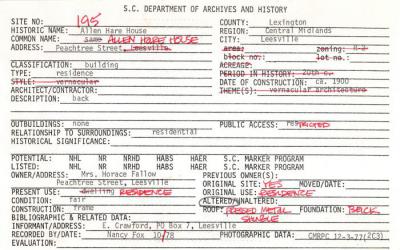 S.C. DEPARTMENT OF ARCHIVES AND HISTORY
SITE NO.: 195 COUNTY: Lexington
HISTORIC NAME: Allen Hare House REGION: Central Midlands
COMMON NAME: same ALLEN HARE HOUSE CITY: Leesville
ADDRESS: Peachtree Street, Leesville area: zoning: R-2
block no.: lot no.:
CLASSIFICATION: building ACREAGE:
TYPE: residence PERIOD IN HISTORY: 20th c.
STYLE: vernacular DATE OF CONSTRUCTION: ca. 1900
ARCHITECT/CONTRACTOR: THEME(S): vernacular architecture
DESCRIPTION: back
OUTBUILDINGS: none PUBLIC ACCESS: restRICTED
RELATIONSHIP TO SURROUNDINGS: residential
HISTORICAL SIGNIFICANCE:
POTENTIAL: NHL NR NRHD HABS HAER S.C. MARKER PROGRAM
LISTED: NHL NR NRHD HABS HAER S.C. MARKER PROGRAM
OWNER/ADDRESS: Mrs. Horace Fallow PREVIOUS OWNER(S):
Peachtree Street, Leesville ORIGINAL SITE: YES MOVED/DATE:
PRESENT USE: dwelling RESIDENCE ORIGINAL USE: RESIDENCE
CONDITION: fair ALTERED/UNALTERED:
CONSTRUCTION: frame ROOF: PRESSED METAL SHINGLE FOUNDATION: BRICK
BIBLIOGRAPHIC & RELATED DATA:
INFORMANT/ADDRESS: E. Crawford, PO Box 7, Leesville
RECORDED BY/DATE: Nancy Fox 10/78 PHOTOGRAPHIC DATA: CMRPC 12-3-77(2C3)
EVALUATION: